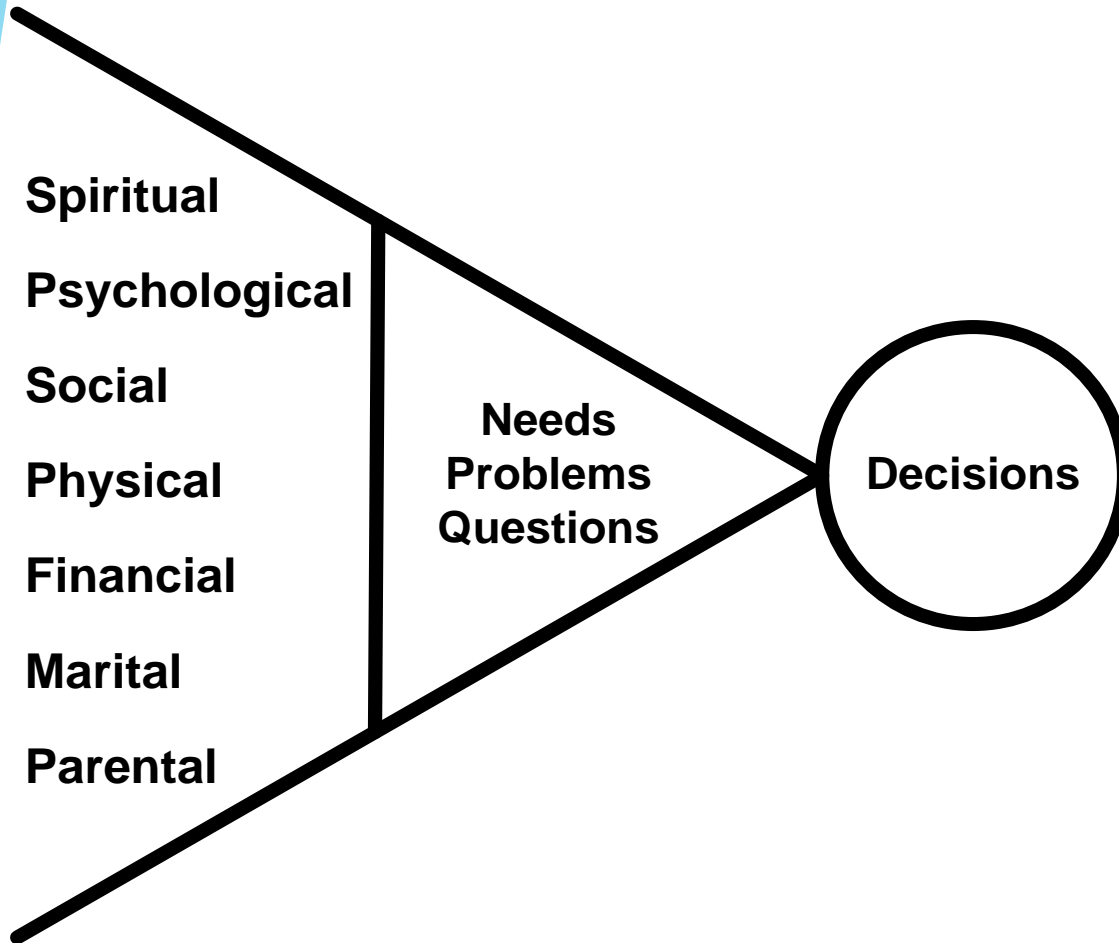 Spiritual
Psychological
Social
Physical
Financial
Marital
Parental
Needs
Problems
Questions
Decisions